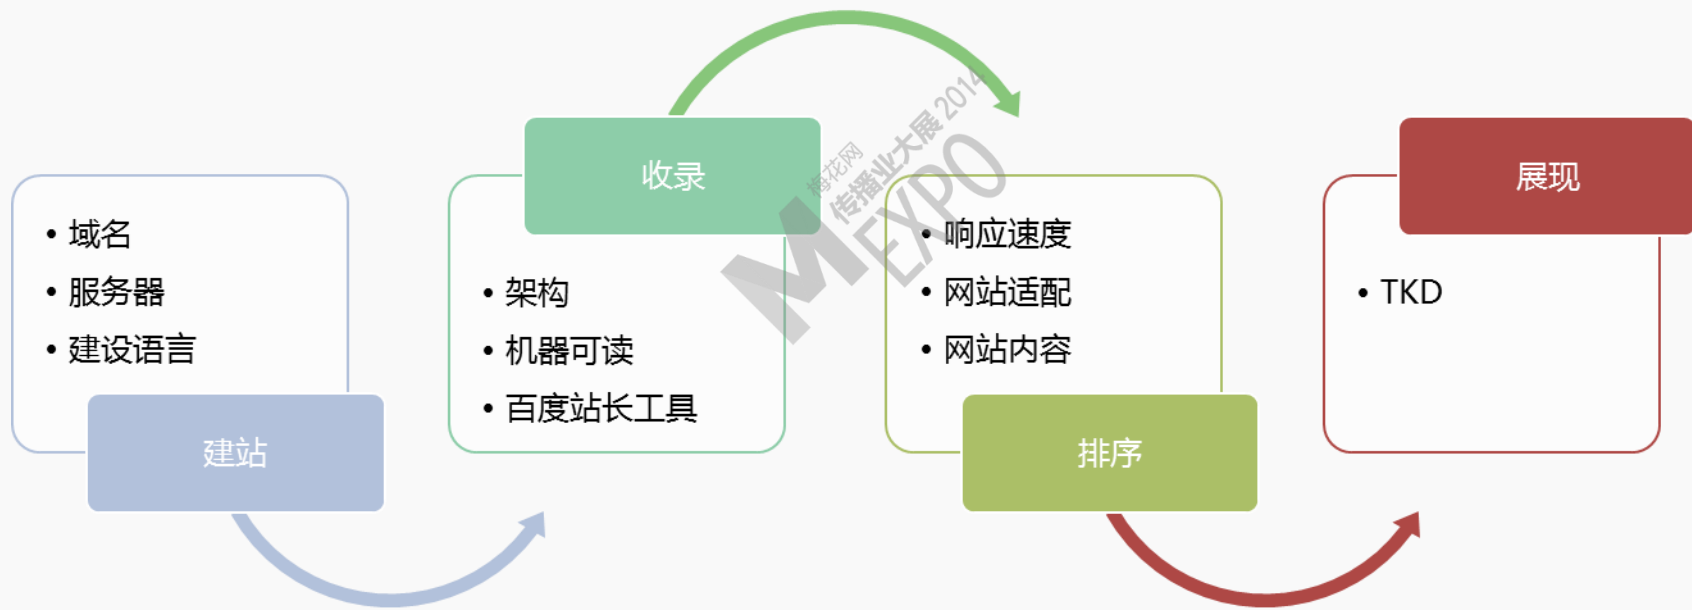 • 域名
• 服务器
• 建设语言
建站
收录
• 架构
• 机器可读
• 百度站长工具
• 响应速度
• 网站适配
• 网站内容
排序
展现
• TKD
梅花网
传播业大展 2014
M EXPO